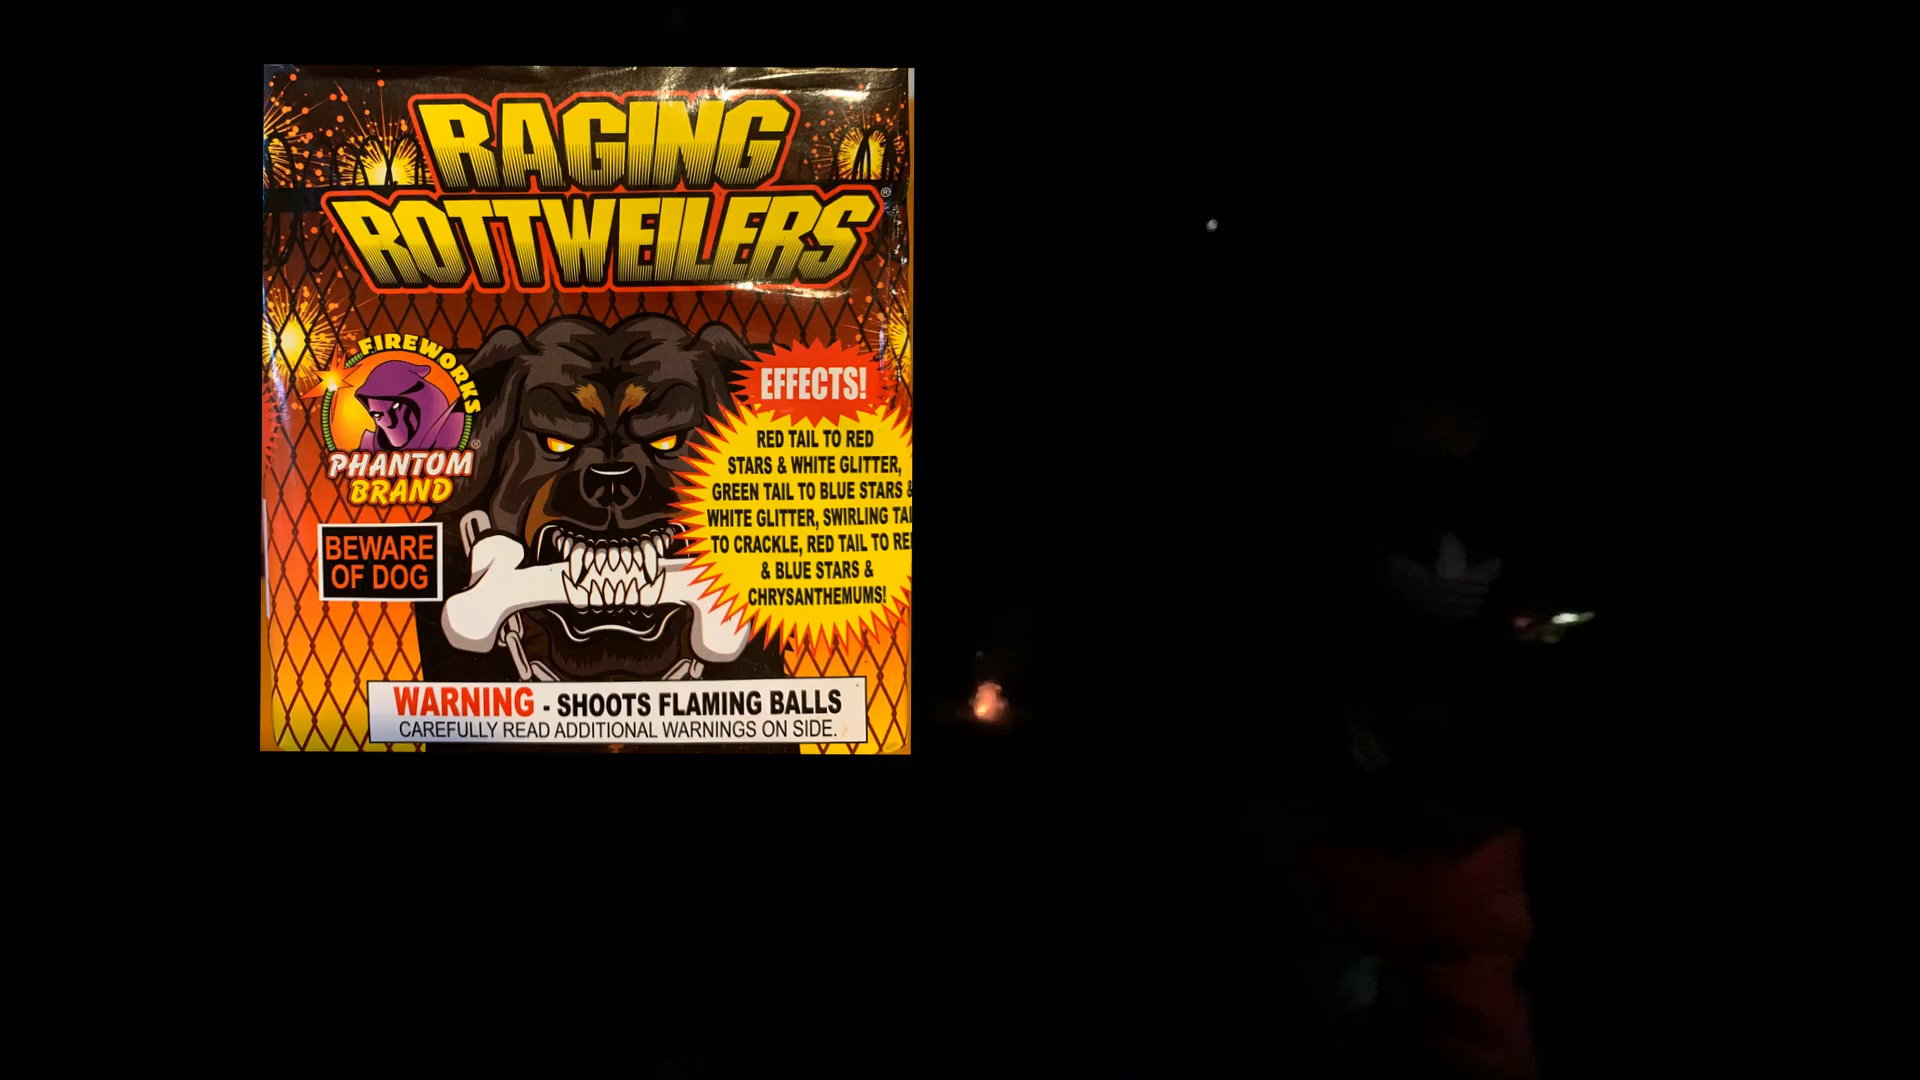 RAGING
ROTTWEILERS
®
FIREWORKS
PHANTOM
BRAND
®
BEWARE
OF DOG
EFFECTS!
RED TAIL TO RED
STARS & WHITE GLITTER,
GREEN TAIL TO BLUE STARS &
WHITE GLITTER, SWIRLING TAI
TO CRACKLE, RED TAIL TO RE
& BLUE STARS &
CHRYSANTHEMUMS!
WARNING - SHOOTS FLAMING BALLS
CAREFULLY READ ADDITIONAL WARNINGS ON SIDE.